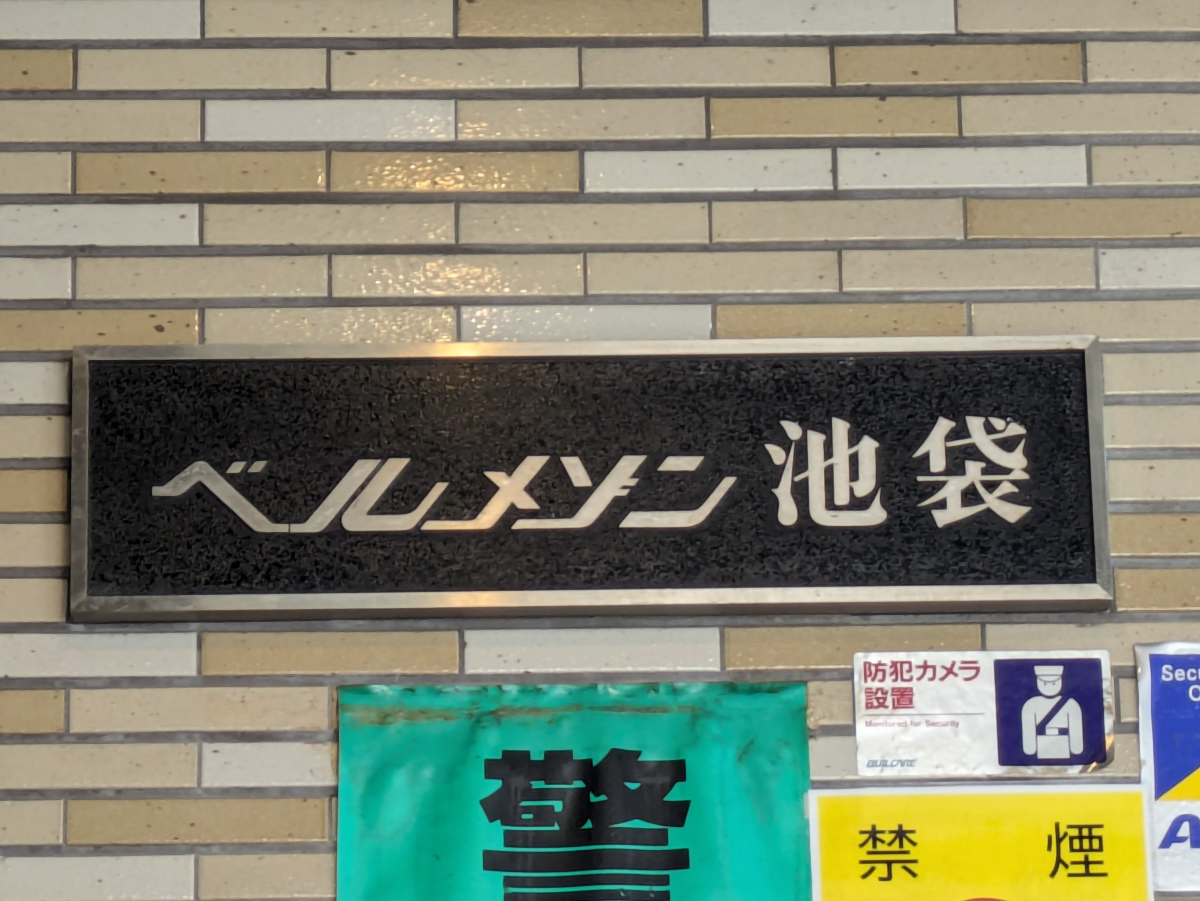 ベルメゾン池袋
防犯カメラ
設置
Monitored for Security
BUILCARE
警
禁 煙